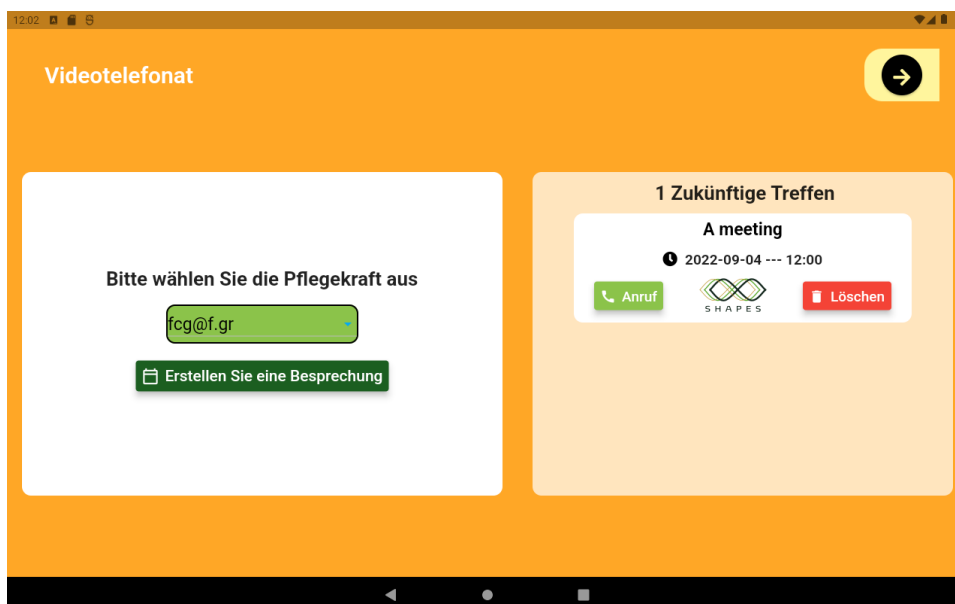 12:02
Videotelefonat
Bitte wählen Sie die Pflegekraft aus
fcg@f.gr
Erstellen Sie eine Besprechung
1 Zukünftige Treffen
A meeting
2022-09-04 --- 12:00
Anruf
SHAPES
Löschen